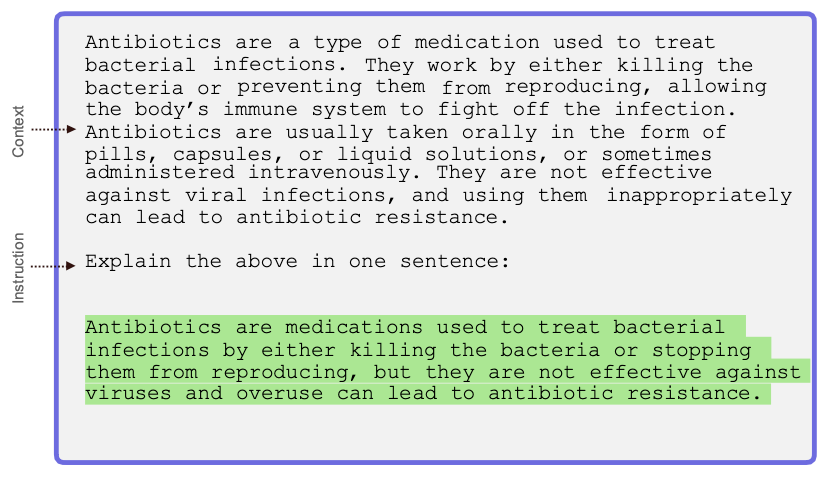 Antibiotics are a type of medication used to treat
bacterial infections. They work by either killing the
bacteria or preventing them from reproducing, allowing
the body's immune system to fight off the infection.
Antibiotics are usually taken orally in the form of
pills, capsules, or liquid solutions, or sometimes
administered intravenously. They are not effective
against viral infections, and using them inappropriately
can lead to antibiotic resistance.
Explain the above in one sentence:
Antibiotics are medications used to treat bacterial
infections by either killing the bacteria or stopping
them from reproducing, but they are not effective against
viruses and overuse can lead to antibiotic resistance.
Context
Instruction